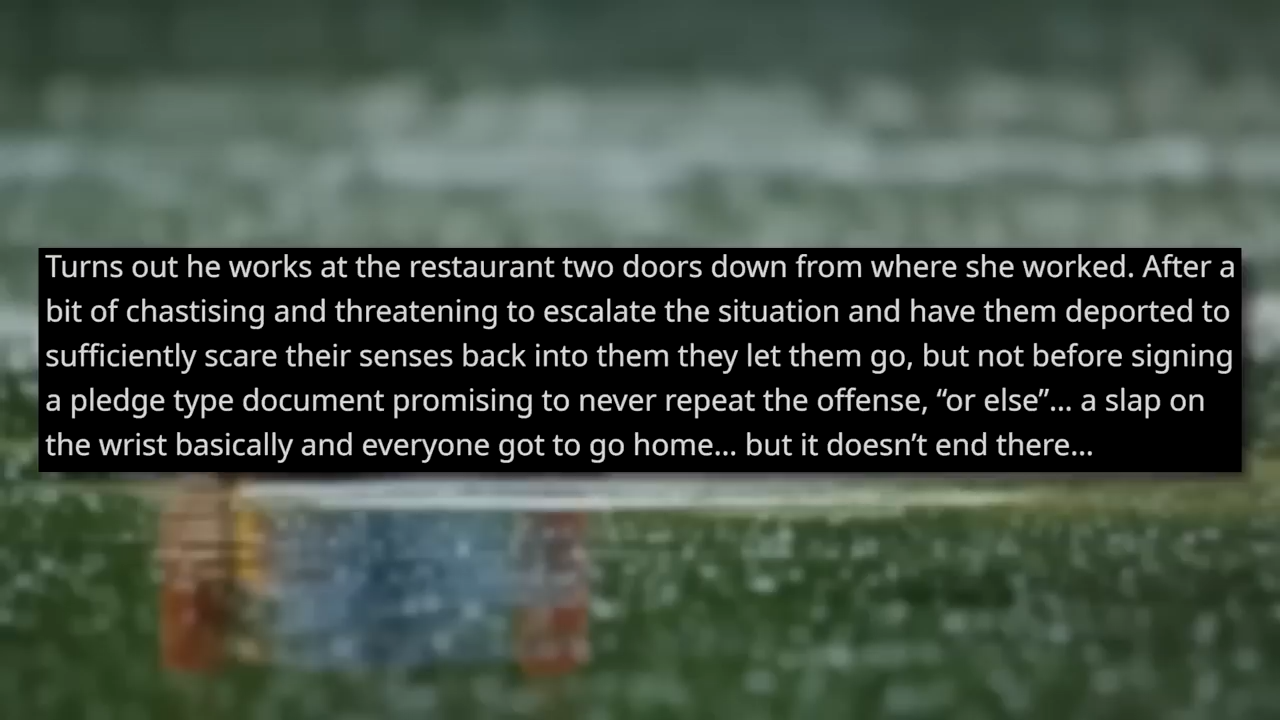 Turns out he works at the restaurant two doors down from where she worked. After a
bit of chastising and threatening to escalate the situation and have them deported to
sufficiently scare their senses back into them they let them go, but not before signing
a pledge type document promising to never repeat the offense, “or else”... a slap on
the wrist basically and everyone got to go home... but it doesn’t end there...